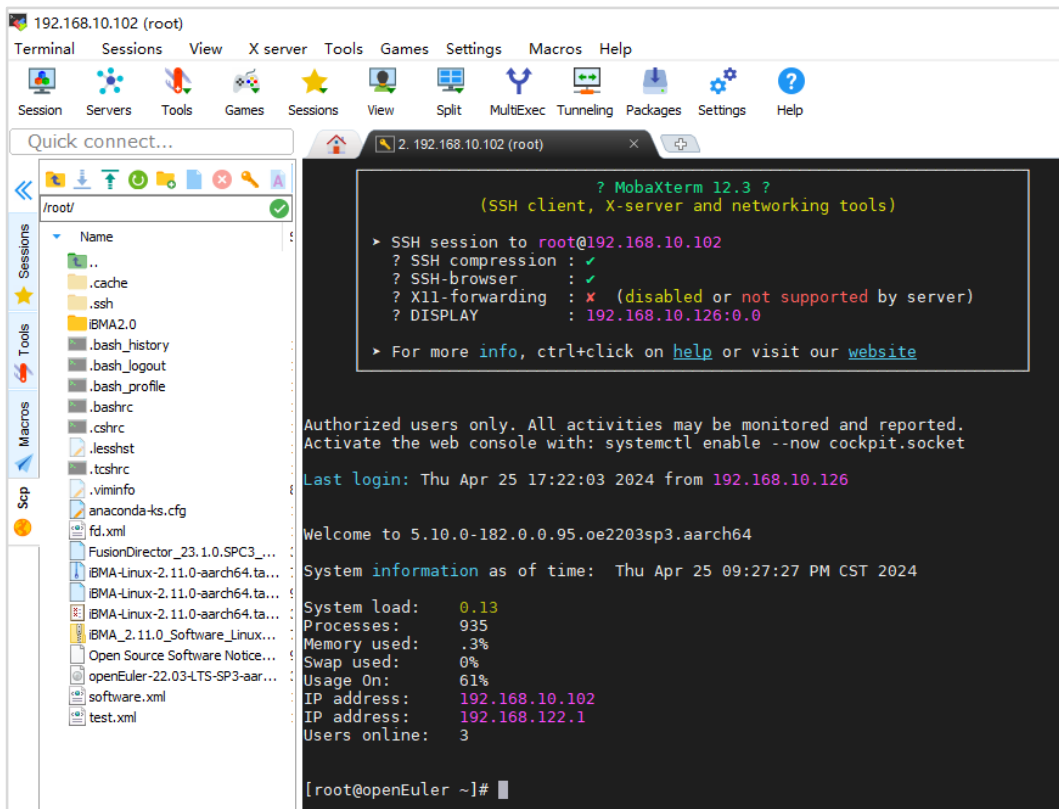 192.168.10.102 (root)
Terminal Sessions View X server Tools Games Settings Macros Help
Session Servers Tools Games Sessions View Split MultiExec Tunneling Packages Settings Help
Quick connect...
2. 192.168.10.102 (root)
/root/
Name
..
.cache
.ssh
iBMA2.0
.bash_history
.bash_logout
.bash_profile
.bashrc
.cshrc
.lesshst
.tcshrc
.viminfo
anaconda-ks.cfg
fd.xml
FusionDirector_23.1.0.SPC3_...
iBMA-Linux-2.11.0-aarch64.ta...
iBMA-Linux-2.11.0-aarch64.ta...
iBMA-Linux-2.11.0-aarch64.ta...
iBMA_2.11.0_Software_Linux...
Open Source Software Notice...
openEuler-22.03-LTS-SP3-aar...
software.xml
test.xml
Sessions
Tools
Macros
Scp
? MobaXterm 12.3 ?
(SSH client, X-server and networking tools)
➤ SSH session to root@192.168.10.102
? SSH compression : ✔
? SSH-browser : ✔
? X11-forwarding : ✘ (disabled or not supported by server)
? DISPLAY : 192.168.10.126:0.0
➤ For more info, ctrl+click on help or visit our website
Authorized users only. All activities may be monitored and reported.
Activate the web console with: systemctl enable --now cockpit.socket
Last login: Thu Apr 25 17:22:03 2024 from 192.168.10.126
Welcome to 5.10.0-182.0.0.95.oe2203sp3.aarch64
System information as of time: Thu Apr 25 09:27:27 PM CST 2024
System load: 0.13
Processes: 935
Memory used: .3%
Swap used: 0%
Usage On: 61%
IP address: 192.168.10.102
IP address: 192.168.122.1
Users online: 3
[root@openEuler ~]#